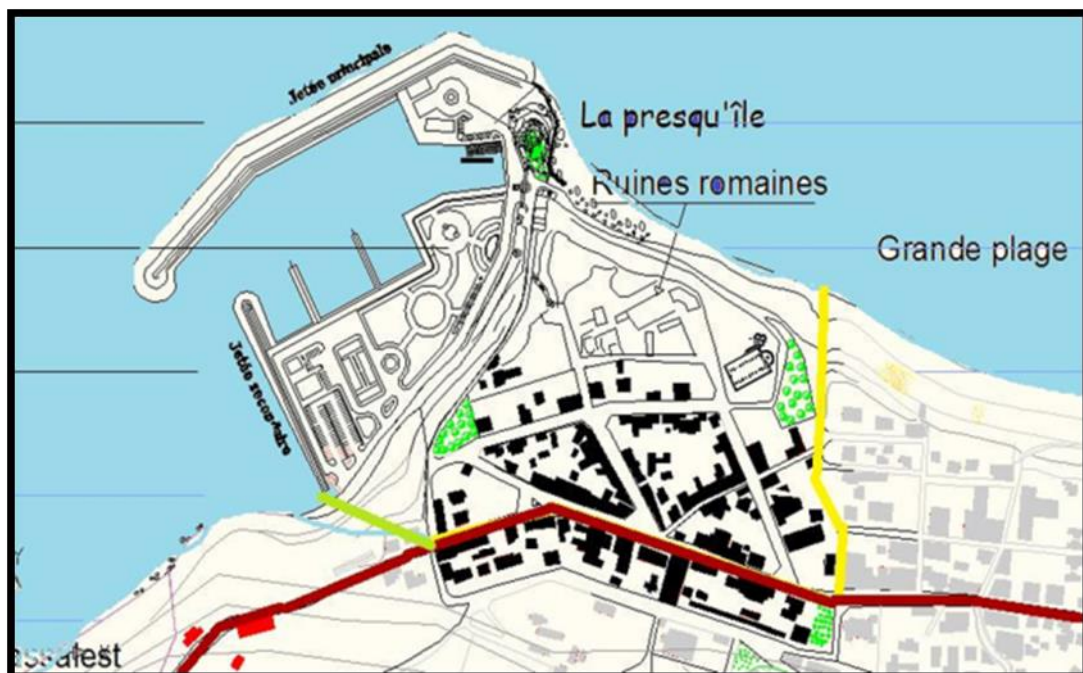 Jetée principale
La presqu'île
Ruines romaines
Grande plage
Jetée secondaire